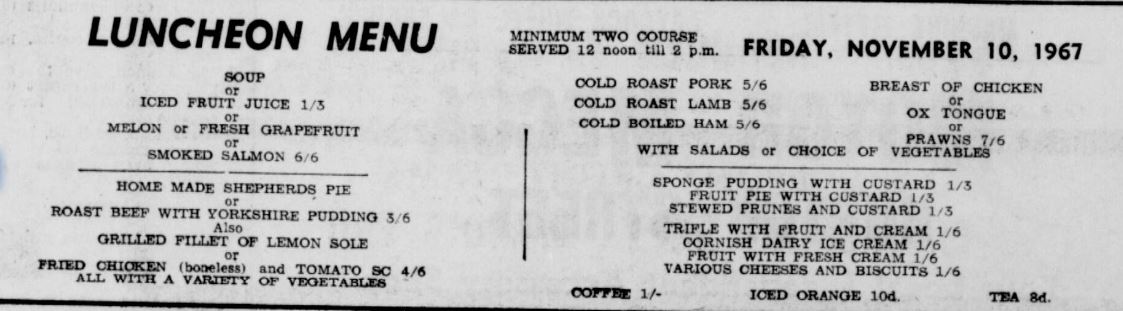 LUNCHEON MENU
MINIMUM TWO COURSE
SERVED 12 noon till 2 p.m.
FRIDAY, NOVEMBER 10, 1967
SOUP
or
ICED FRUIT JUICE 1/3
or
MELON or FRESH GRAPEFRUIT
or
SMOKED SALMON 6/6
HOME MADE SHEPHERDS PIE
or
ROAST BEEF WITH YORKSHIRE PUDDING 3/6
Also
GRILLED FILLET OF LEMON SOLE
or
FRIED CHICKEN (boneless) and TOMATO SC 4/6
ALL WITH A VARIETY OF VEGETABLES
COLD ROAST PORK 5/6
COLD ROAST LAMB 5/6
COLD BOILED HAM 5/6
BREAST OF CHICKEN
or
OX TONGUE
or
PRAWNS 7/6
WITH SALADS or CHOICE OF VEGETABLES
SPONGE PUDDING WITH CUSTARD 1/3
FRUIT PIE WITH CUSTARD 1/3
STEWED PRUNES AND CUSTARD 1/3
TRIFLE WITH FRUIT AND CREAM 1/6
CORNISH DAIRY ICE CREAM 1/6
FRUIT WITH FRESH CREAM 1/6
VARIOUS CHEESES AND BISCUITS 1/6
COFFEE 1/- ICED ORANGE 10d. TEA 8d.